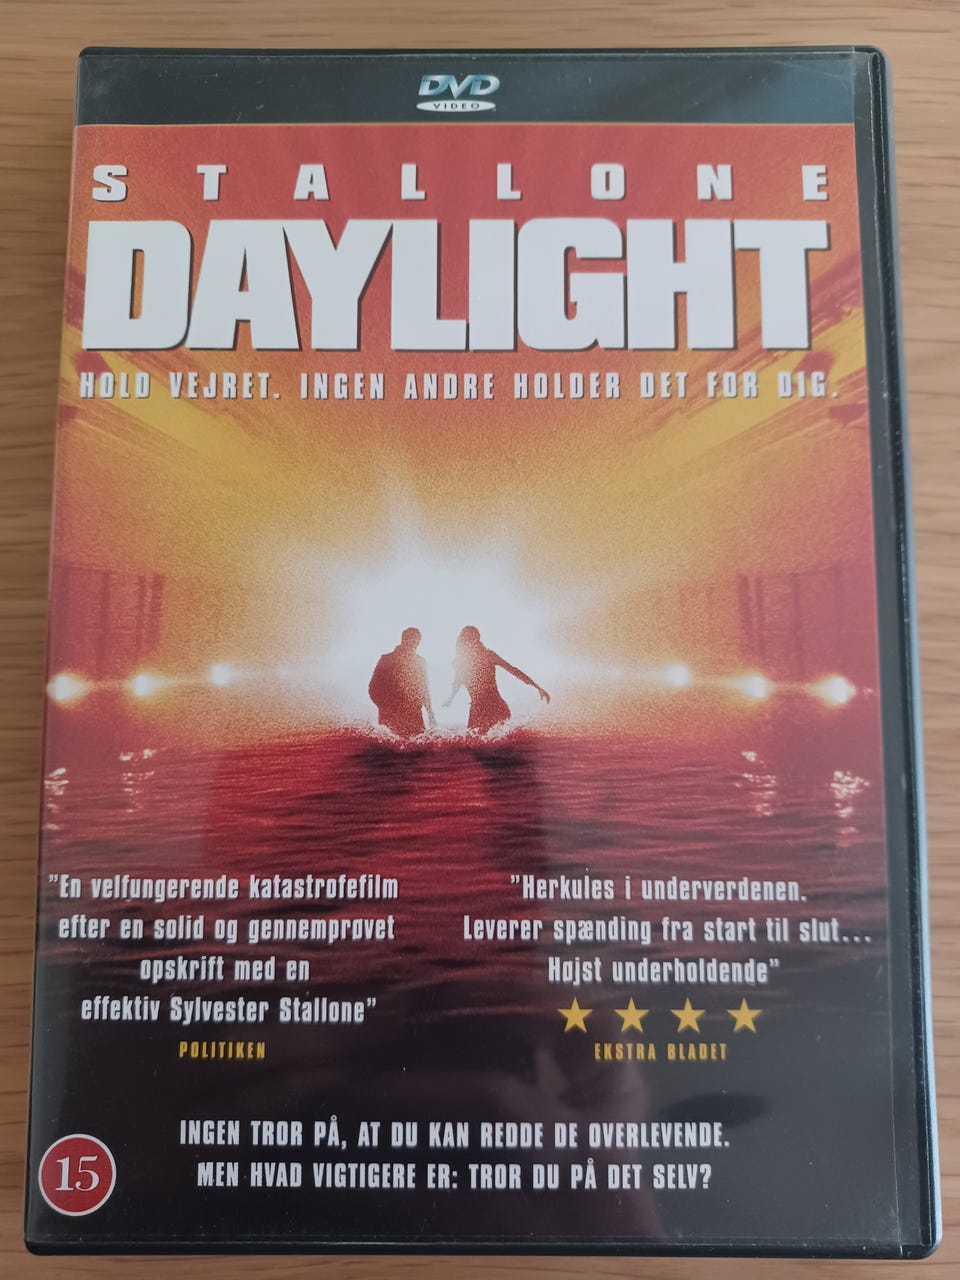 DVD
VIDEO
STALLONE
DAYLIGHT
HOLD VEJRET. INGEN ANDRE HOLDER DET FOR DIG.
"En velfungerende katastrofefilm
efter en solid og gennemprøvet
opskrift med en
effektiv Sylvester Stallone"
POLITIKEN
"Herkules i underverdenen.
Leverer spænding fra start til slut...
Højst underholdende"
EKSTRA BLADET
INGEN TROR PÅ, AT DU KAN REDDE DE OVERLEVENDE.
MEN HVAD VIGTIGERE ER: TROR DU PÅ DET SELV?
15